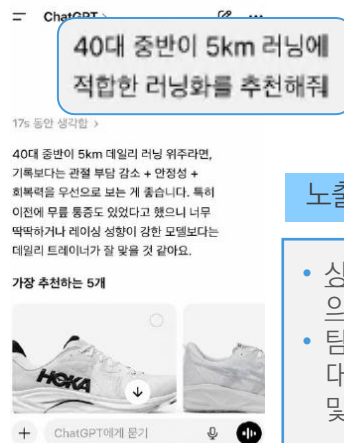 ChatGPT >
40대 중반이 5km 러닝에
적합한 러닝화를 추천해줘
17s 동안 생각함 >
40대 중반이 5km 데일리 러닝 위주라면,
기록보다는 관절 부담 감소 + 안정성 +
회복력을 우선으로 보는 게 좋습니다. 특히
이전에 무릎 통증도 있었다고 했으니 너무
딱딱하거나 레이싱 성향이 강한 모델보다는
데일리 트레이너가 잘 맞을 것 같아요.
가장 추천하는 5개
HOKA
ChatGPT에게 묻기
노출
• 상
의
• 팀
및